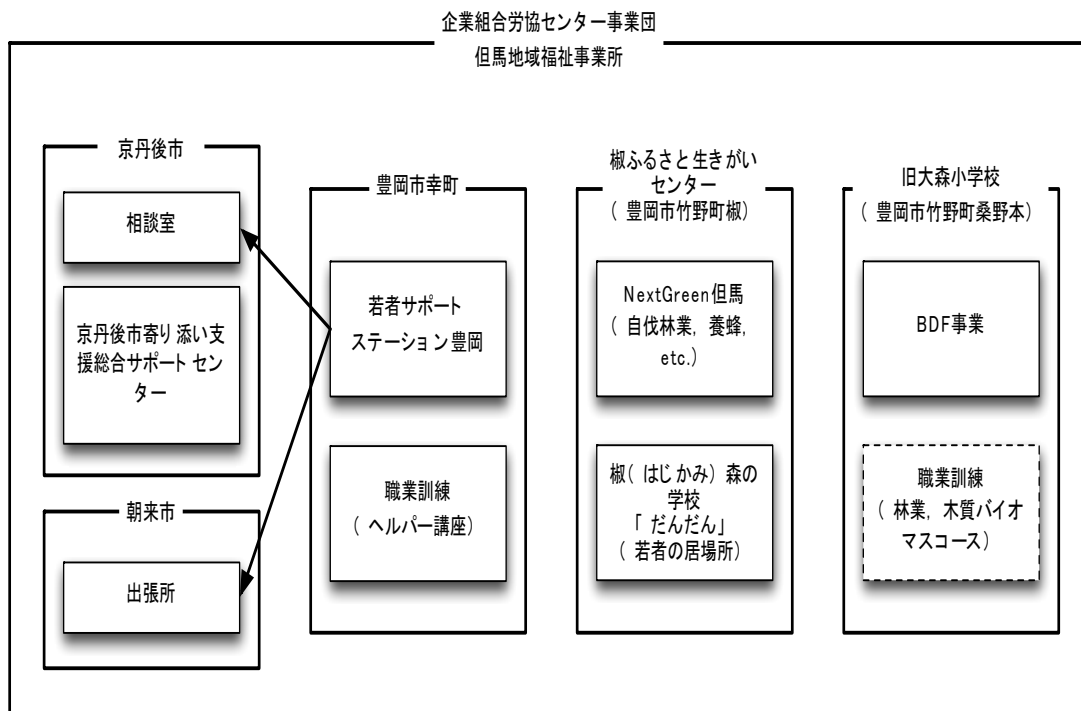 企業組合労協センター事業団
但馬地域福祉事業所
京丹後市
相談室
京丹後市寄り添い支
援総合サポートセン
ター
朝来市
出張所
豊岡市幸町
若者サポート
ステーション豊岡
職業訓練
(ヘルパー講座)
椒ふるさと生きがい
センター
(豊岡市竹野町椒)
NextGreen但馬
(自伐林業, 養蜂,
etc.)
椒(はじかみ)森の
学校
「だんだん」
(若者の居場所)
旧大森小学校
(豊岡市竹野町桑野本)
BDF事業
職業訓練
(林業, 木質バイオ
マスコース)